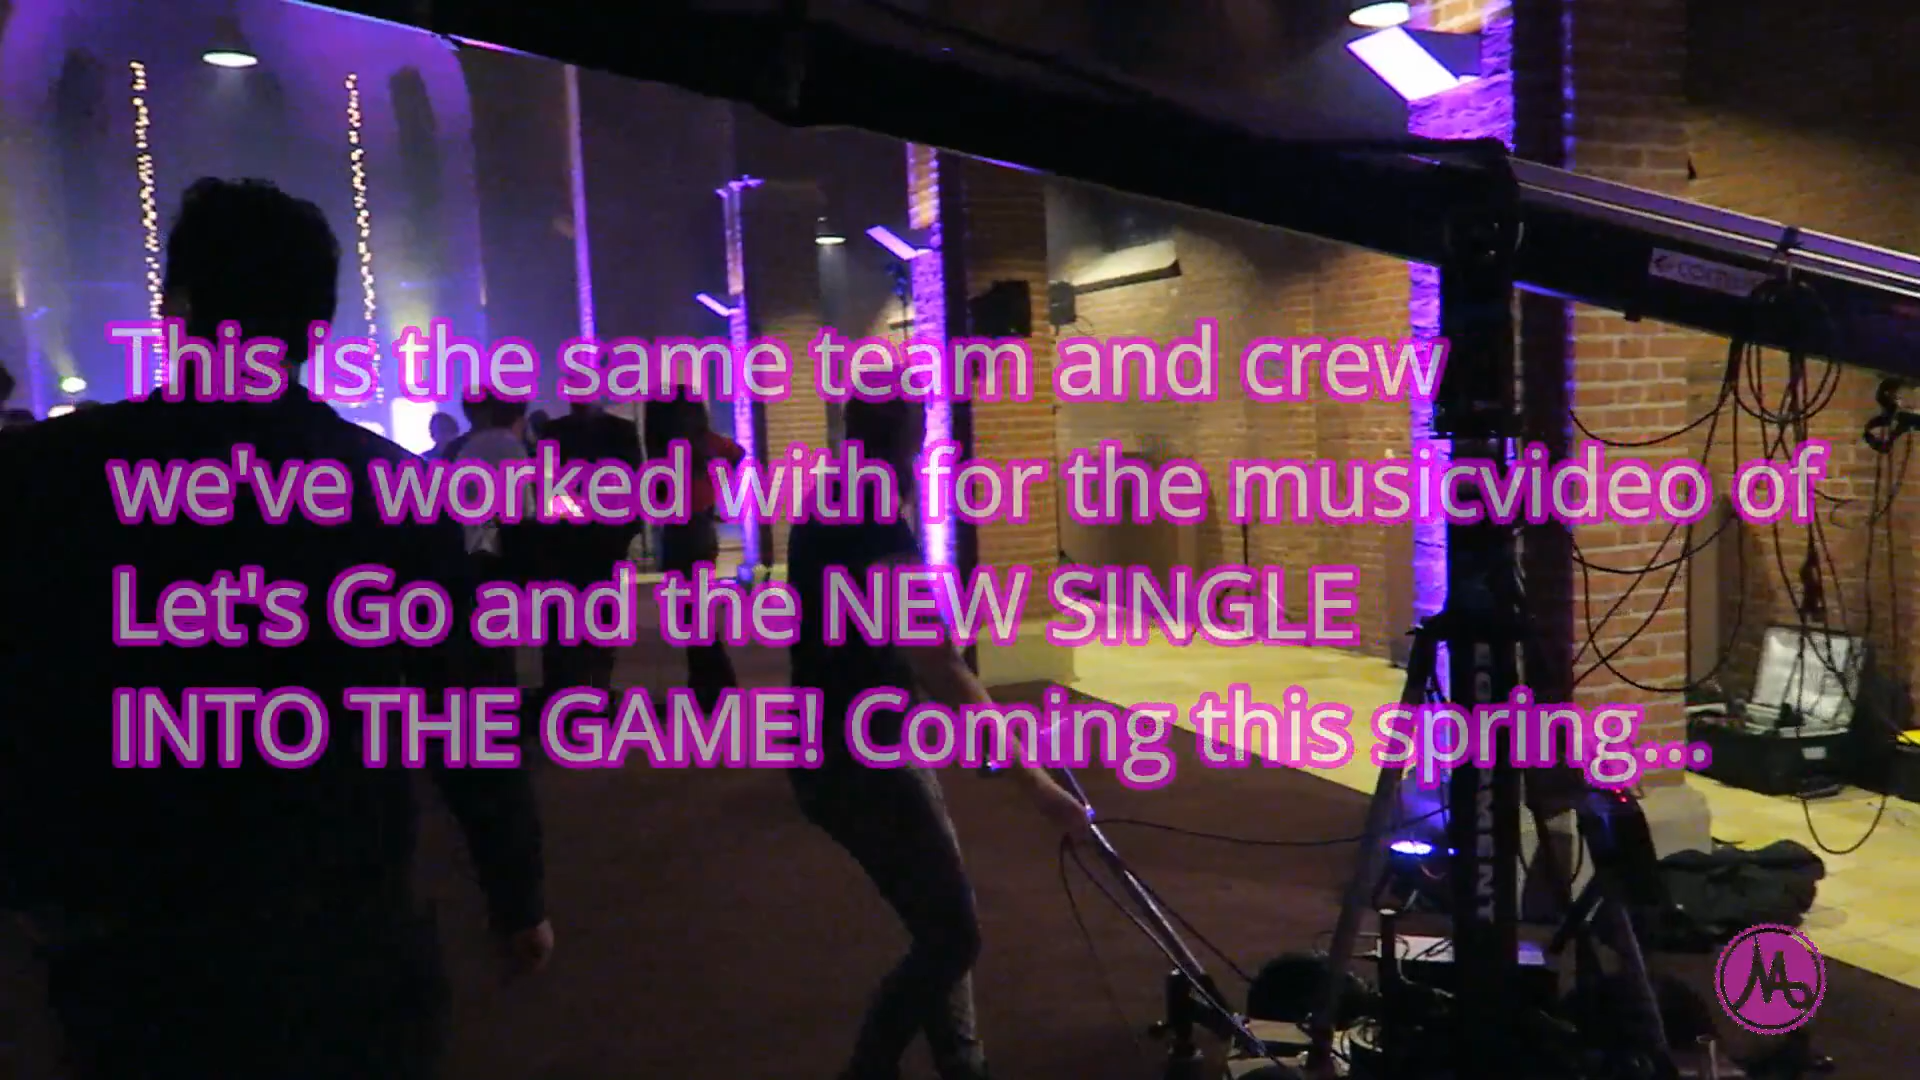 This is the same team and crew
we've worked with for the musicvideo of
Let's Go and the NEW SINGLE
INTO THE GAME! Coming this spring...